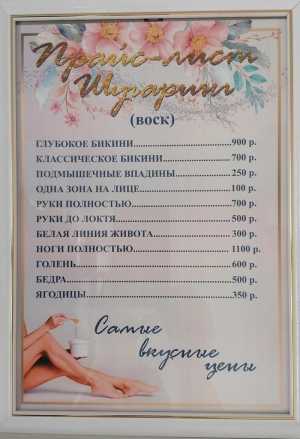 Прайс-лист
Шугаринг
(воск)
ГЛУБОКОЕ БИКИНИ...900 р.
КЛАССИЧЕСКОЕ БИКИНИ...700 р.
ПОДМЫШЕЧНЫЕ ВПАДИНЫ...250 р.
ОДНА ЗОНА НА ЛИЦЕ...100 р.
РУКИ ПОЛНОСТЬЮ...700 р.
РУКИ ДО ЛОКТЯ...500 р.
БЕЛАЯ ЛИНИЯ ЖИВОТА...300 р.
НОГИ ПОЛНОСТЬЮ...1100 р.
ГОЛЕНЬ...600 р.
БЕДРА...500 р.
ЯГОДИЦЫ...350 р.
Самые
вкусные
цены